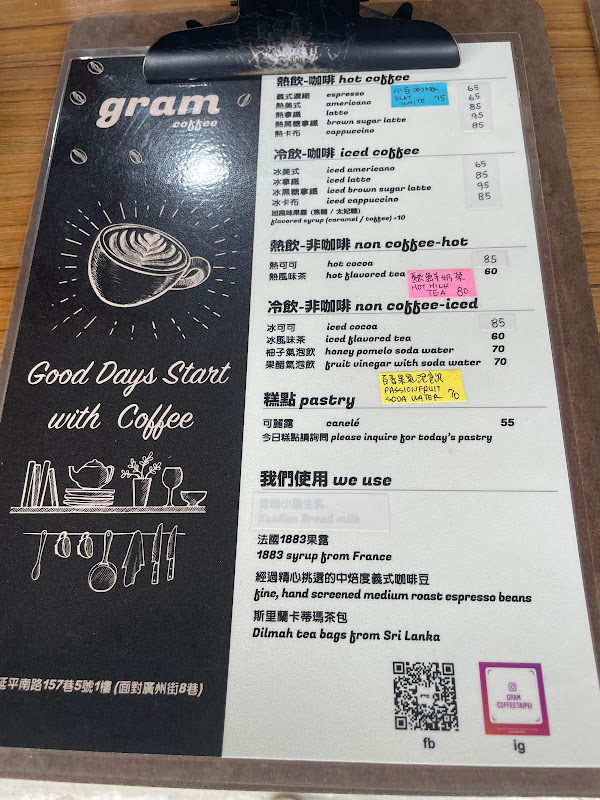 gram
coffee
Good Days Start
with Coffee
延平南路157巷5號1樓 (面對廣州街8巷)
熱飲-咖啡 hot coffee
義式濃縮 espresso 65
熱美式 americano 65
熱拿鐵 latte 85
熱黑糖拿鐵 brown sugar latte 95
熱卡布 cappuccino 85
FLAT
WHITE 95
冷飲-咖啡 iced coffee
冰美式 iced americano 65
冰拿鐵 iced latte 85
冰黑糖拿鐵 iced brown sugar latte 95
冰卡布 iced cappuccino 85
加風味果露 (焦糖 / 太妃糖)
flavored syrup (caramel / toffee) +10
熱飲-非咖啡 non coffee-hot
熱可可 hot cocoa 85
熱風味茶 hot flavored tea 60
鮮奶茶
HOT MILK
TEA 80
冷飲-非咖啡 non coffee-iced
冰可可 iced cocoa 85
冰風味茶 iced flavored tea 60
柚子氣泡飲 honey pomelo soda water 70
果醋氣泡飲 fruit vinegar with soda water 70
百香果氣泡飲
PASSIONFRUIT
SODA WATER 70
糕點 pastry
可麗露 canelé 55
今日糕點請詢問 please inquire for today's pastry
我們使用 we use
法國1883果露
1883 syrup from France
經過精心挑選的中焙度義式咖啡豆
fine, hand screened medium roast espresso beans
斯里蘭卡蒂瑪茶包
Dilmah tea bags from Sri Lanka
GRAM
COFFEETAIPEI
fb ig